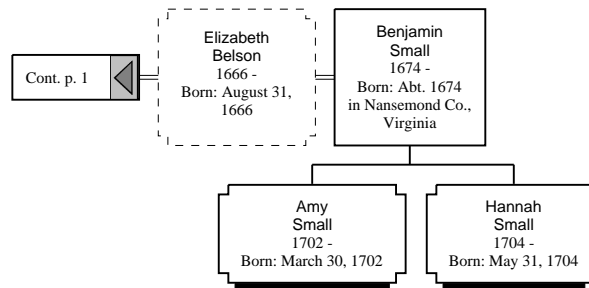 Cont. p. 1
Elizabeth
Belson
1666 -
Born: August 31,
1666
Benjamin
Small
1674 -
Born: Abt. 1674
in Nansemond Co.,
Virginia
Amy
Small
1702 -
Born: March 30, 1702
Hannah
Small
1704 -
Born: May 31, 1704